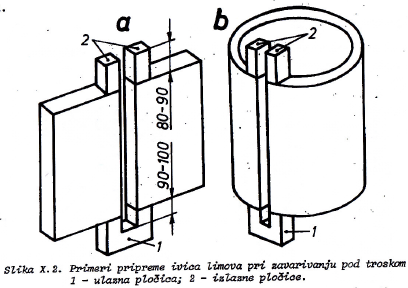 a
b
2
2
80-90
90-100
1
1
Slika X.2. Primeri pripreme ivica limova pri zavarivanju pod troskom
1 - ulazna pločica; 2 - izlazne pločice.